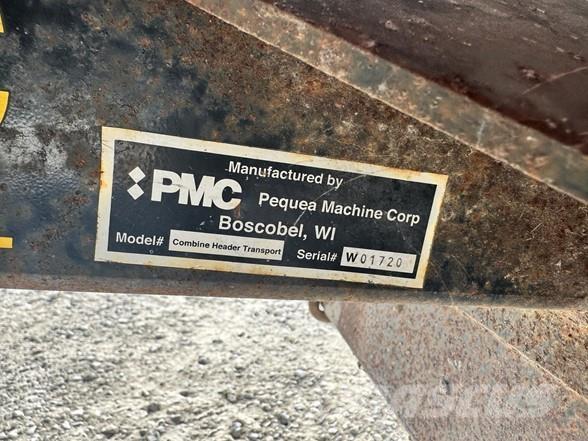 Manufactured by
PMC Pequea Machine Corp
Boscobel, WI
Model# Combine Header Transport Serial# W01720